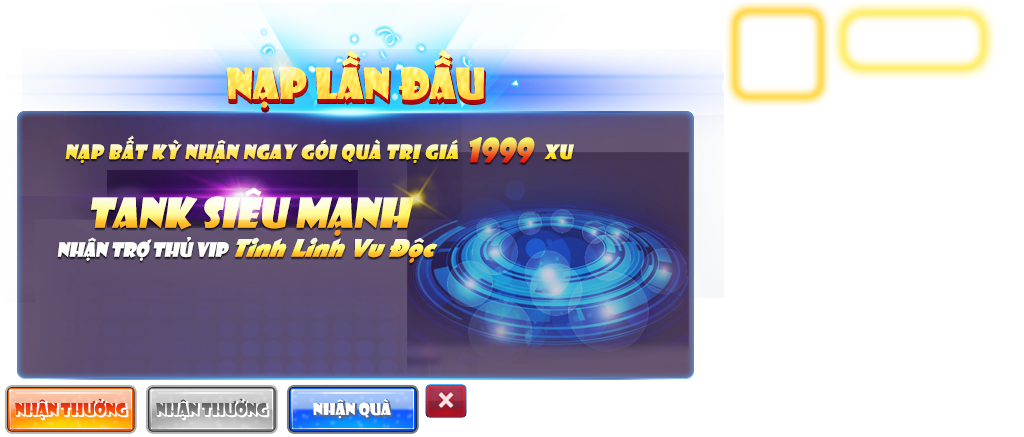 NẠP LẦN ĐẦU
NẠP BẤT KỲ NHẬN NGAY GÓI QUÀ TRỊ GIÁ 1999 XU
TANK SIÊU MẠNH
NHẬN TRỢ THỦ VIP Tinh Linh Vu Độc
NHẬN THƯỞNG NHẬN THƯỞNG NHẬN QUÀ